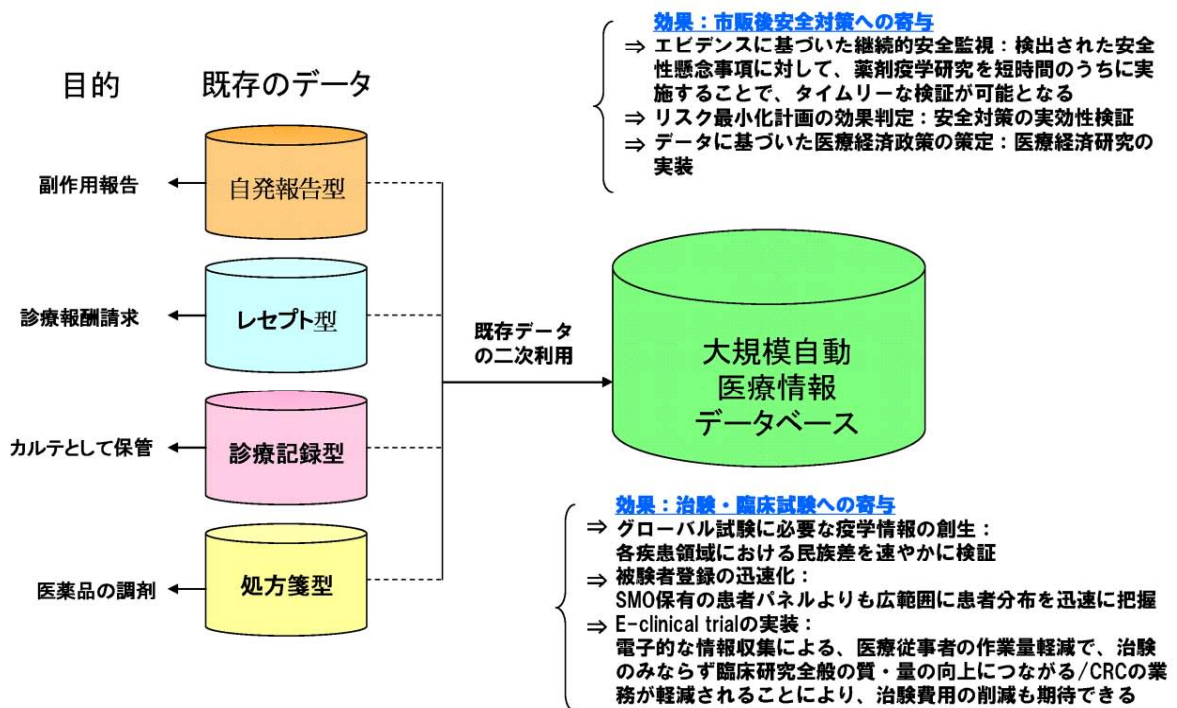 効果：市販後安全対策への寄与
⇒ エビデンスに基づいた継続的安全監視：検出された安全
性懸念事項に対して、薬剤疫学研究を短時間のうちに実
施することで、タイムリーな検証が可能となる
⇒ リスク最小化計画の効果判定：安全対策の実効性検証
⇒ データに基づいた医療経済政策の策定：医療経済研究の
実装
目的
既存のデータ
副作用報告
自発報告型
診療報酬請求
レセプト型
カルテとして保管
診療記録型
医薬品の調剤
処方箋型
既存データ
の二次利用
大規模自動
医療情報
データベース
効果：治験・臨床試験への寄与
⇒ グローバル試験に必要な疫学情報の創生：
各疾患領域における民族差を速やかに検証
⇒ 被験者登録の迅速化：
SMO保有の患者パネルよりも広範囲に患者分布を迅速に把握
⇒ E-clinical trialの実装：
電子的な情報収集による、医療従事者の作業量軽減で、治験
のみならず臨床研究全般の質・量の向上につながる/CRCの業
務が軽減されることにより、治験費用の削減も期待できる